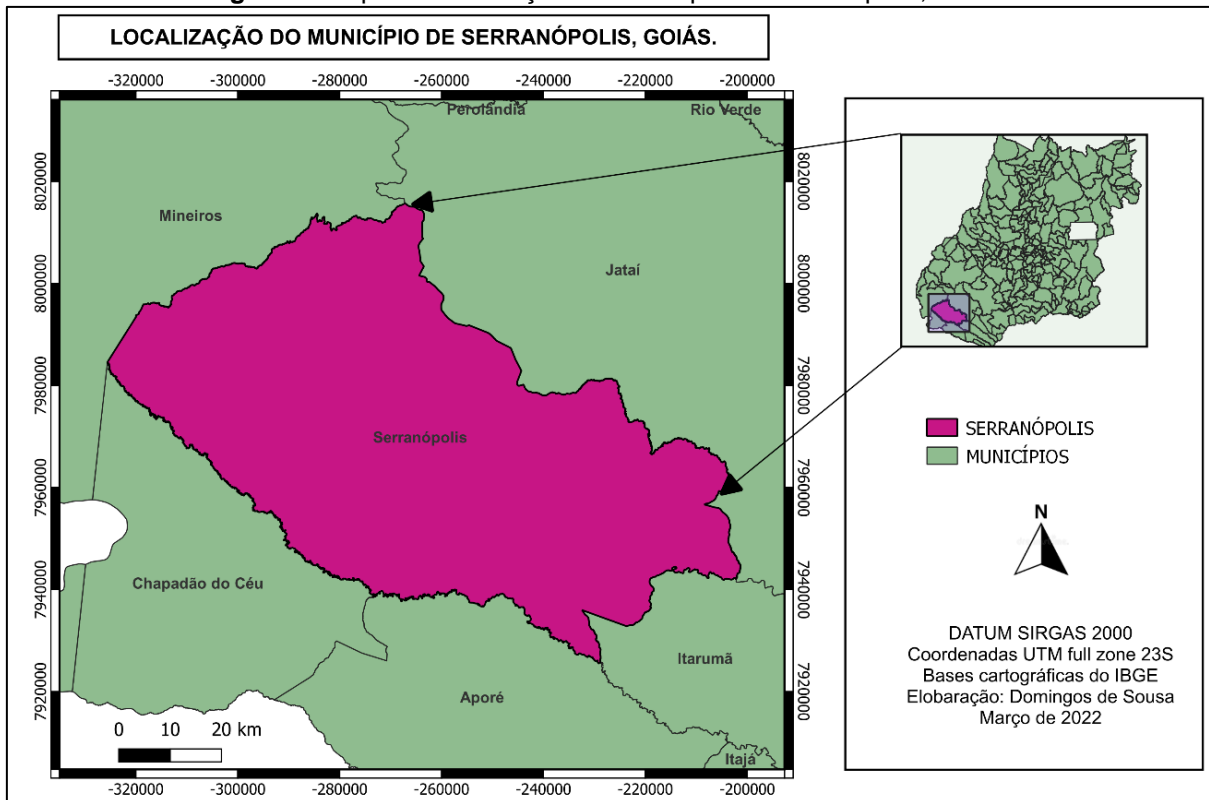 LOCALIZAÇÃO DO MUNICÍPIO DE SERRANÓPOLIS, GOIÁS.
-320000 -300000 -280000 -260000 -240000 -220000 -200000
Perolândia
Rio Verde
8020000
8020000
Mineiros
Jataí
8000000
8000000
7980000
7980000
Serranópolis
7960000
7960000
Chapadão do Céu
7940000
7940000
Itarumã
Aporé
7920000
7920000
0 10 20 km
Itajá
-320000 -300000 -280000 -260000 -240000 -220000 -200000
SERRANÓPOLIS
MUNICÍPIOS
N
DATUM SIRGAS 2000
Coordenadas UTM full zone 23S
Bases cartográficas do IBGE
Elobaração: Domingos de Sousa
Março de 2022